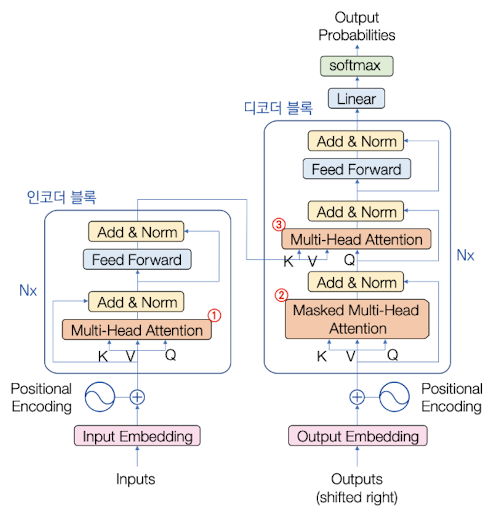 Output
Probabilities
softmax
Linear
디코더 블록
Add & Norm
Feed Forward
Add & Norm
③
Multi-Head Attention
K V Q
Nx
Add & Norm
②
Masked Multi-Head
Attention
K V Q
Positional
Encoding
Output Embedding
Outputs
(shifted right)
인코더 블록
Add & Norm
Feed Forward
Nx
Add & Norm
①
Multi-Head Attention
K V Q
Positional
Encoding
Input Embedding
Inputs